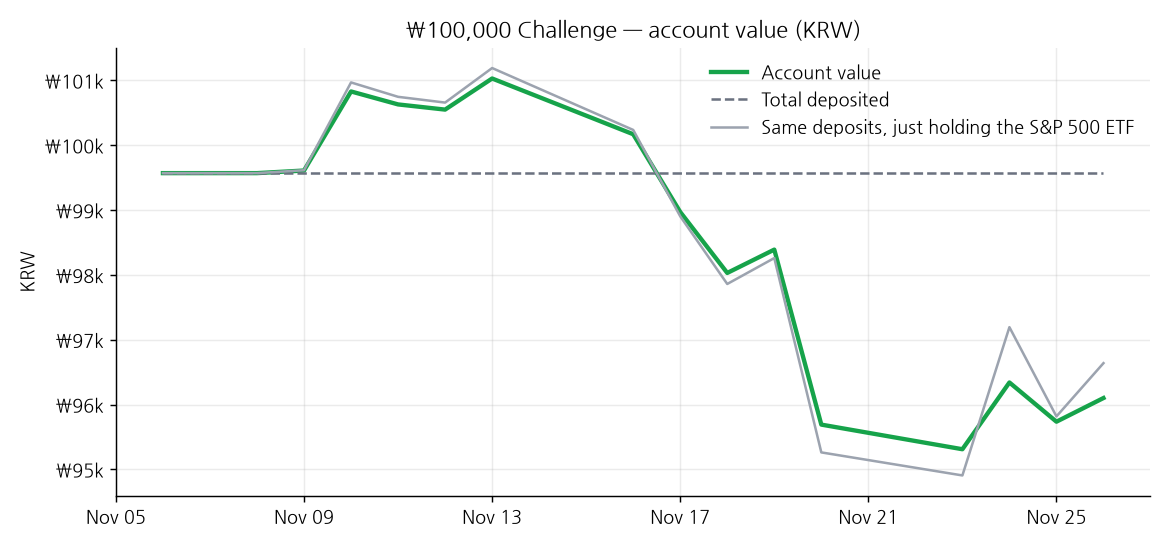 ₩100,000 Challenge — account value (KRW)
Account value
Total deposited
Same deposits, just holding the S&P 500 ETF
KRW
₩101k
₩100k
₩99k
₩98k
₩97k
₩96k
₩95k
Nov 05
Nov 09
Nov 13
Nov 17
Nov 21
Nov 25